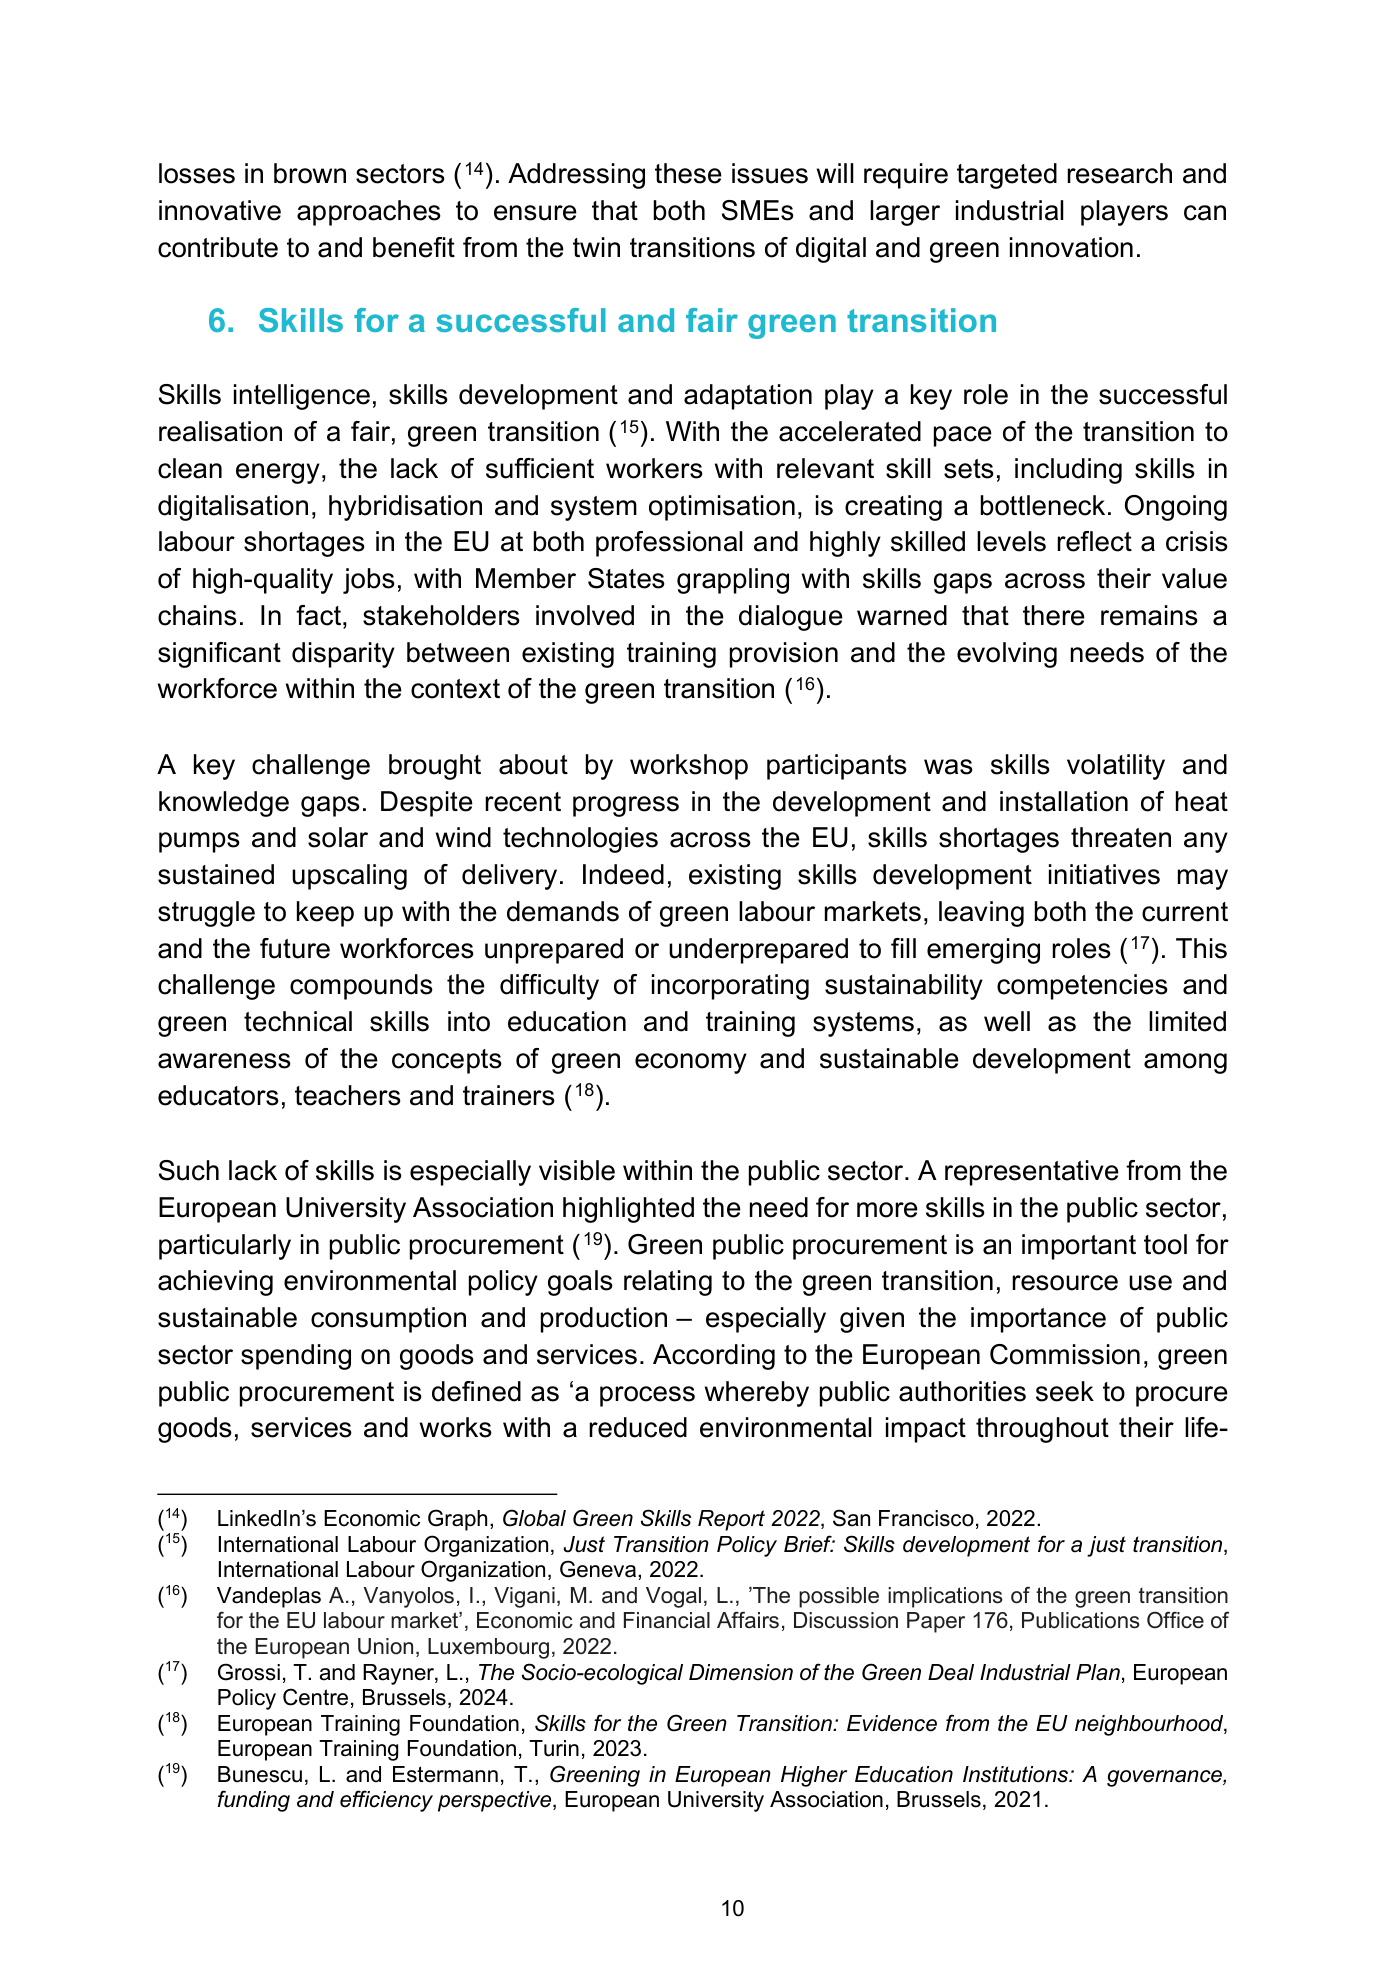 losses in brown sectors (14). Addressing these issues will require targeted research and
innovative approaches to ensure that both SMEs and larger industrial players can
contribute to and benefit from the twin transitions of digital and green innovation.
6. Skills for a successful and fair green transition
Skills intelligence, skills development and adaptation play a key role in the successful
realisation of a fair, green transition (15). With the accelerated pace of the transition to
clean energy, the lack of sufficient workers with relevant skill sets, including skills in
digitalisation, hybridisation and system optimisation, is creating a bottleneck. Ongoing
labour shortages in the EU at both professional and highly skilled levels reflect a crisis
of high-quality jobs, with Member States grappling with skills gaps across their value
chains. In fact, stakeholders involved in the dialogue warned that there remains a
significant disparity between existing training provision and the evolving needs of the
workforce within the context of the green transition (16).
A key challenge brought about by workshop participants was skills volatility and
knowledge gaps. Despite recent progress in the development and installation of heat
pumps and solar and wind technologies across the EU, skills shortages threaten any
sustained upscaling of delivery. Indeed, existing skills development initiatives may
struggle to keep up with the demands of green labour markets, leaving both the current
and the future workforces unprepared or underprepared to fill emerging roles (17). This
challenge compounds the difficulty of incorporating sustainability competencies and
green technical skills into education and training systems, as well as the limited
awareness of the concepts of green economy and sustainable development among
educators, teachers and trainers (18).
Such lack of skills is especially visible within the public sector. A representative from the
European University Association highlighted the need for more skills in the public sector,
particularly in public procurement (19). Green public procurement is an important tool for
achieving environmental policy goals relating to the green transition, resource use and
sustainable consumption and production – especially given the importance of public
sector spending on goods and services. According to the European Commission, green
public procurement is defined as ‘a process whereby public authorities seek to procure
goods, services and works with a reduced environmental impact throughout their life-
(14) LinkedIn’s Economic Graph, Global Green Skills Report 2022, San Francisco, 2022.
(15) International Labour Organization, Just Transition Policy Brief: Skills development for a just transition,
International Labour Organization, Geneva, 2022.
(16) Vandeplas A., Vanyolos, I., Vigani, M. and Vogal, L., ’The possible implications of the green transition
for the EU labour market’, Economic and Financial Affairs, Discussion Paper 176, Publications Office of
the European Union, Luxembourg, 2022.
(17) Grossi, T. and Rayner, L., The Socio-ecological Dimension of the Green Deal Industrial Plan, European
Policy Centre, Brussels, 2024.
(18) European Training Foundation, Skills for the Green Transition: Evidence from the EU neighbourhood,
European Training Foundation, Turin, 2023.
(19) Bunescu, L. and Estermann, T., Greening in European Higher Education Institutions: A governance,
funding and efficiency perspective, European University Association, Brussels, 2021.
10